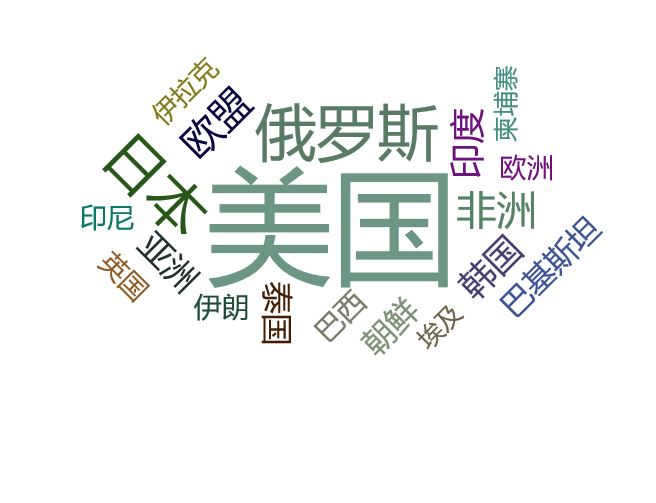 伊拉克
柬埔寨
欧盟
俄罗斯
印度
日本
欧洲
美国
印尼
非洲
亚洲
韩国
巴基斯坦
英国
伊朗
泰国
巴西
朝鲜
埃及